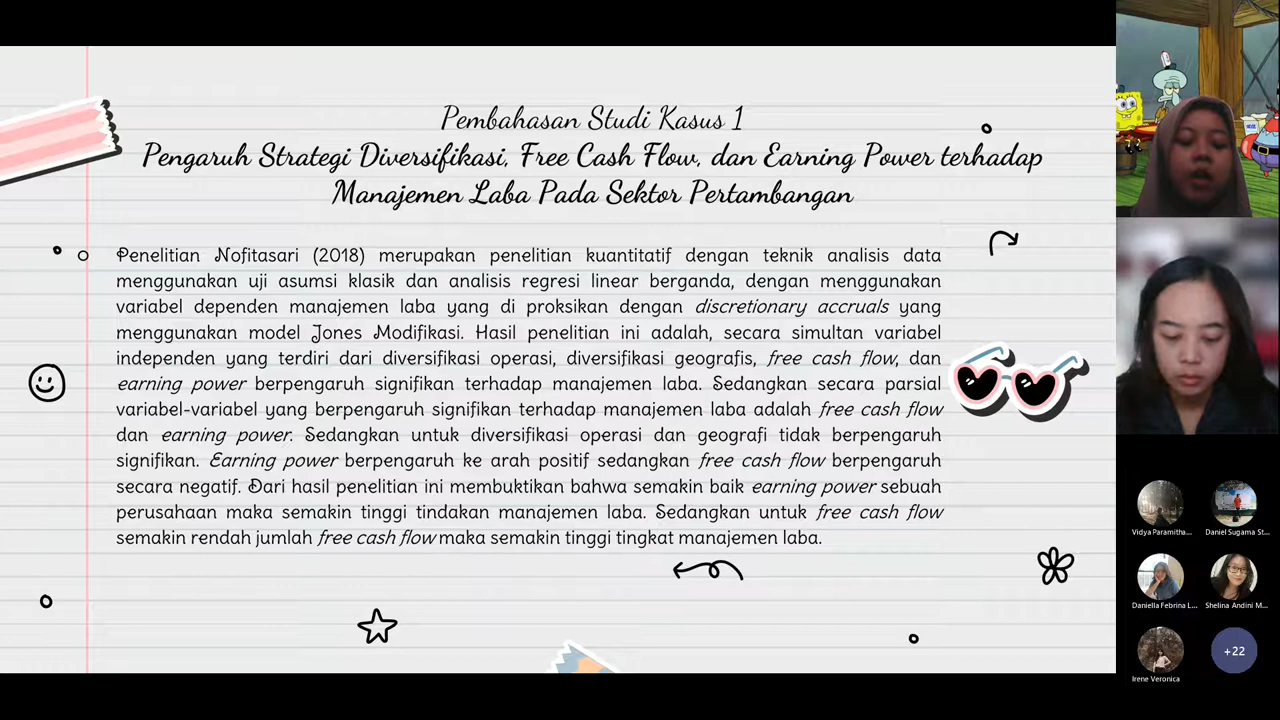 Pembahasan Studi Kasus 1
Pengaruh Strategi Diversifikasi, Free Cash Flow, dan Earning Power terhadap
Manajemen Laba Pada Sektor Pertambangan
Penelitian Nofitasari (2018) merupakan penelitian kuantitatif dengan teknik analisis data
menggunakan uji asumsi klasik dan analisis regresi linear berganda, dengan menggunakan
variabel dependen manajemen laba yang di proksikan dengan discretionary accruals yang
menggunakan model Jones Modifikasi. Hasil penelitian ini adalah, secara simultan variabel
independen yang terdiri dari diversifikasi operasi, diversifikasi geografis, free cash flow, dan
earning power berpengaruh signifikan terhadap manajemen laba. Sedangkan secara parsial
variabel-variabel yang berpengaruh signifikan terhadap manajemen laba adalah free cash flow
dan earning power. Sedangkan untuk diversifikasi operasi dan geografi tidak berpengaruh
signifikan. Earning power berpengaruh ke arah positif sedangkan free cash flow berpengaruh
secara negatif. Dari hasil penelitian ini membuktikan bahwa semakin baik earning power sebuah
perusahaan maka semakin tinggi tindakan manajemen laba. Sedangkan untuk free cash flow
semakin rendah jumlah free cash flow maka semakin tinggi tingkat manajemen laba.
Vidya Paramitha...
Daniel Sugama St...
Daniella Febrina L...
Shelina Andini M...
Irene Veronica
+22